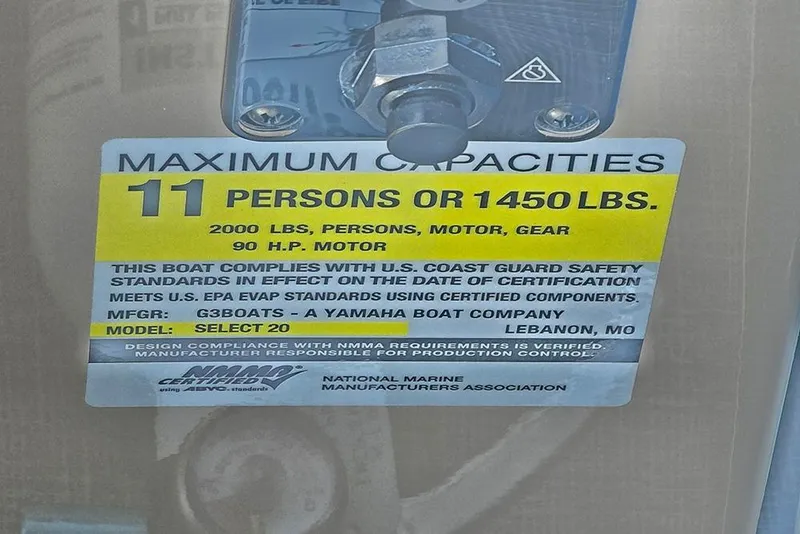 MAXIMUM CAPACITIES
11 PERSONS OR 1450 LBS.
2000 LBS, PERSONS, MOTOR, GEAR
90 H.P. MOTOR
THIS BOAT COMPLIES WITH U.S. COAST GUARD SAFETY
STANDARDS IN EFFECT ON THE DATE OF CERTIFICATION
MEETS U.S. EPA EVAP STANDARDS USING CERTIFIED COMPONENTS.
MFGR: G3BOATS - A YAMAHA BOAT COMPANY
MODEL: SELECT 20 LEBANON, MO
DESIGN COMPLIANCE WITH NMMA REQUIREMENTS IS VERIFIED.
MANUFACTURER RESPONSIBLE FOR PRODUCTION CONTROL.
NMMA®
CERTIFIED
using ABYC. standards
NATIONAL MARINE
MANUFACTURERS ASSOCIATION